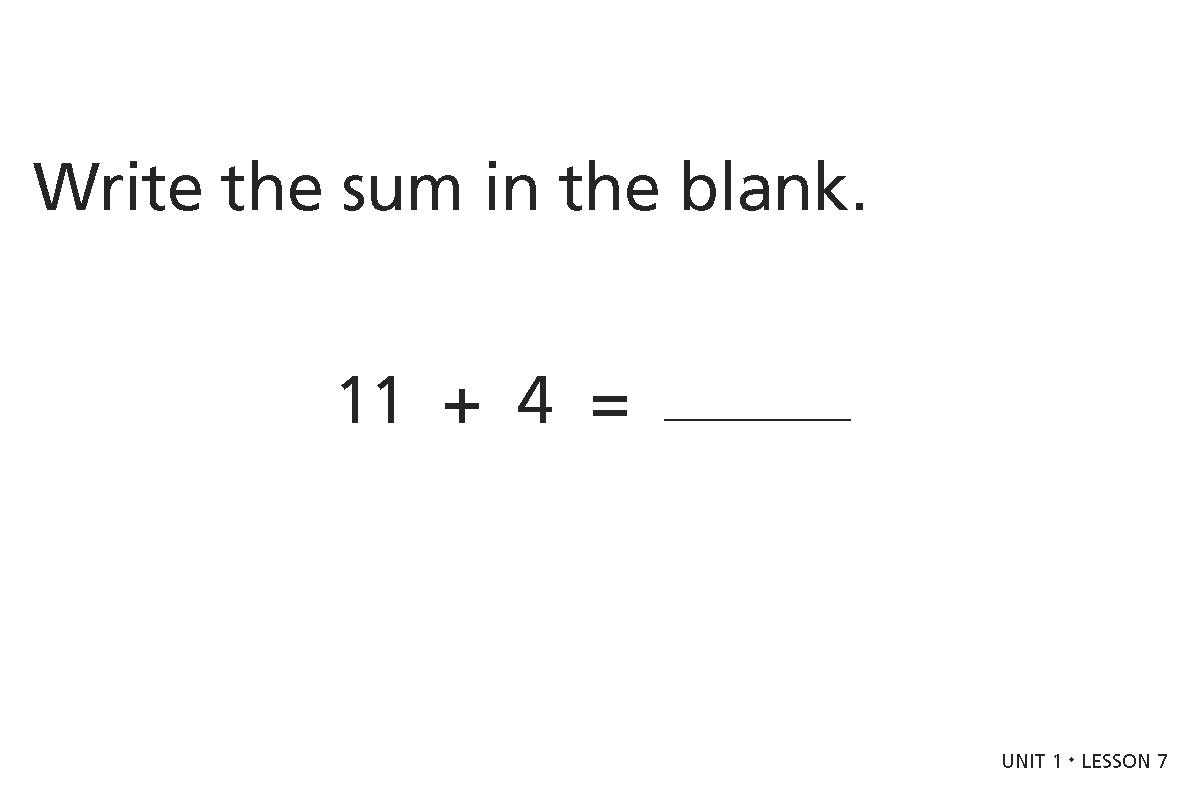 Write the sum in the blank.
11 + 4 = ______
UNIT 1 • LESSON 7